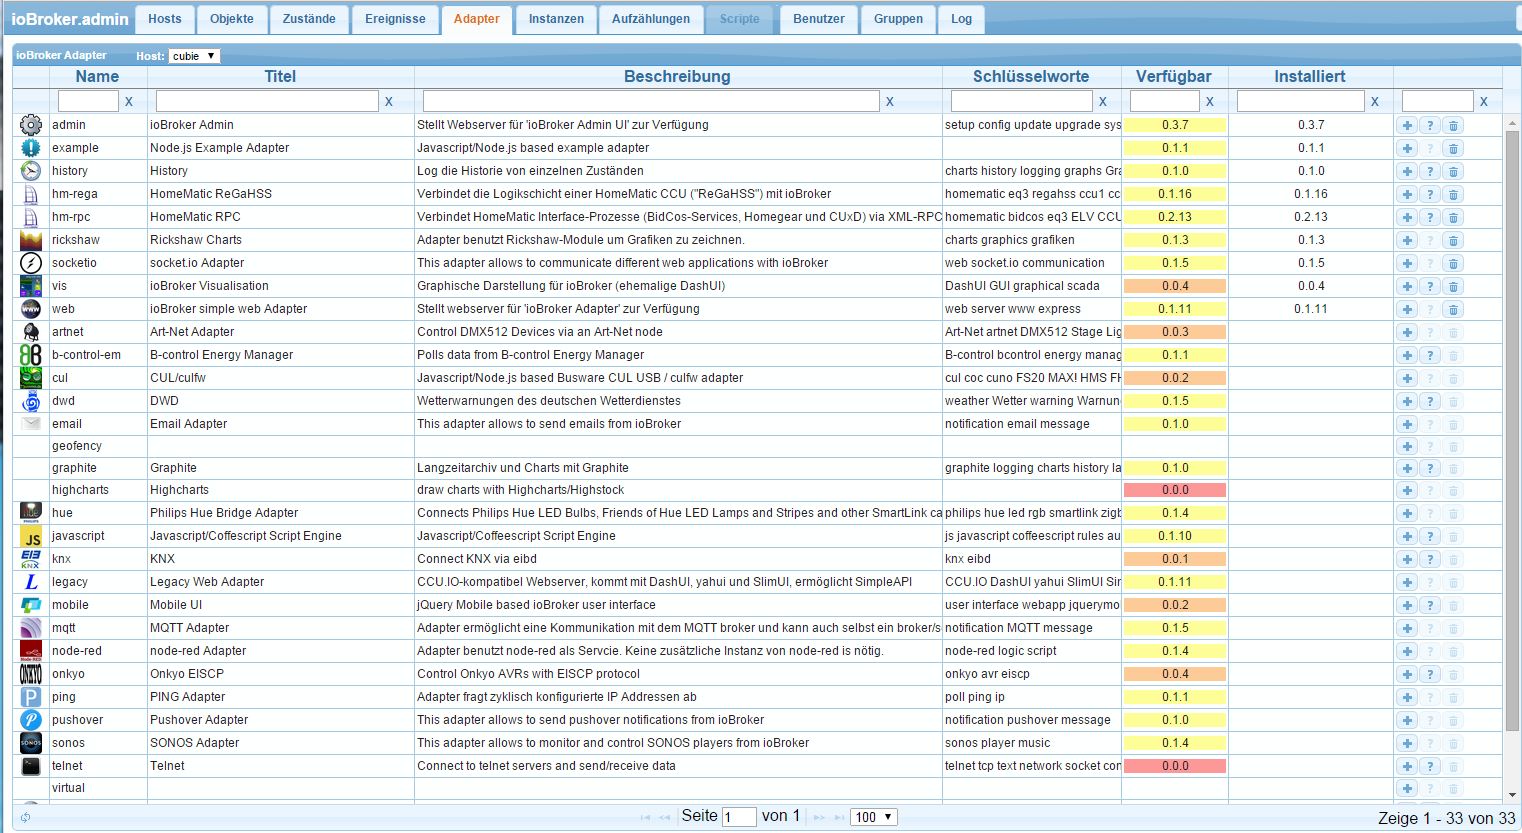 ioBroker.admin Hosts Objekte Zustände Ereignisse Adapter Instanzen Aufzählungen Scripte Benutzer Gruppen Log
ioBroker Adapter Host: cubie
Name Titel Beschreibung Schlüsselworte Verfügbar Installiert
x x x x x x x
admin ioBroker Admin Stellt Webserver für 'ioBroker Admin UI' zur Verfügung setup config update upgrade sys 0.3.7 0.3.7
example Node.js Example Adapter Javascript/Node.js based example adapter 0.1.1 0.1.1
history History Log die Historie von einzelnen Zuständen charts history logging graphs Gra 0.1.0 0.1.0
hm-rega HomeMatic ReGaHSS Verbindet die Logikschicht einer HomeMatic CCU ("ReGaHSS") mit ioBroker homematic eq3 regahss ccu1 cc 0.1.16 0.1.16
hm-rpc HomeMatic RPC Verbindet HomeMatic Interface-Prozesse (BidCos-Services, Homegear und CUxD) via XML-RPC homematic bidcos eq3 ELV CCU 0.2.13 0.2.13
rickshaw Rickshaw Charts Adapter benutzt Rickshaw-Module um Grafiken zu zeichnen. charts graphics grafiken 0.1.3 0.1.3
socketio socket.io Adapter This adapter allows to communicate different web applications with ioBroker web socket.io communication 0.1.5 0.1.5
vis ioBroker Visualisation Graphische Darstellung für ioBroker (ehemalige DashUI) DashUI GUI graphical scada 0.0.4 0.0.4
www web ioBroker simple web Adapter Stellt webserver für 'ioBroker Adapter' zur Verfügung web server www express 0.1.11 0.1.11
artnet Art-Net Adapter Control DMX512 Devices via an Art-Net node Art-Net artnet DMX512 Stage Lig 0.0.3
b-control-em B-control Energy Manager Polls data from B-control Energy Manager B-control bcontrol energy manag 0.1.1
cul CUL/culfw Javascript/Node.js based Busware CUL USB / culfw adapter cul coc cuno FS20 MAX! HMS FH 0.0.2
dwd DWD Wetterwarnungen des deutschen Wetterdienstes weather Wetter warning Warnun 0.1.5
email Email Adapter This adapter allows to send emails from ioBroker notification email message 0.1.0
geofency
graphite Graphite Langzeitarchiv und Charts mit Graphite graphite logging charts history la 0.1.0
highcharts Highcharts draw charts with Highcharts/Highstock 0.0.0
hue hue Philips Hue Bridge Adapter Connects Philips Hue LED Bulbs, Friends of Hue LED Lamps and Stripes and other SmartLink ca philips hue led rgb smartlink zigb 0.1.4
JS javascript Javascript/Coffescript Script Engine Javascript/CoffeeScript Script Engine js javascript coffeescript rules au 0.1.10
EIB KNX knx KNX Connect KNX via eibd knx eibd 0.0.1
L legacy Legacy Web Adapter CCU.IO-kompatibel Webserver, kommt mit DashUI, yahui und SlimUI, ermöglicht SimpleAPI CCU.IO DashUI yahui SlimUI Sir 0.1.11
mobile Mobile UI jQuery Mobile based ioBroker user interface user interface webapp jquerymo 0.0.2
mqtt MQTT Adapter Adapter ermöglicht eine Kommunikation mit dem MQTT broker und kann auch selbst ein broker/s notification MQTT message 0.1.5
Node-RED node-red node-red Adapter Adapter benutzt node-red als Servcie. Keine zusätzliche Instanz von node-red is nötig. node-red logic script 0.1.4
ONKYO onkyo Onkyo EISCP Control Onkyo AVRs with EISCP protocol onkyo avr eiscp 0.0.4
P ping PING Adapter Adapter fragt zyklisch konfigurierte IP Addressen ab poll ping ip 0.1.1
pushover Pushover Adapter This adapter allows to send pushover notifications from ioBroker notification pushover message 0.1.0
SONOS sonos SONOS Adapter This adapter allows to monitor and control SONOS players from ioBroker sonos player music 0.1.4
telnet Telnet Connect to telnet servers and send/receive data telnet tcp text network socket con 0.0.0
virtual
Seite 1 von 1 100 Zeige 1 - 33 von 33